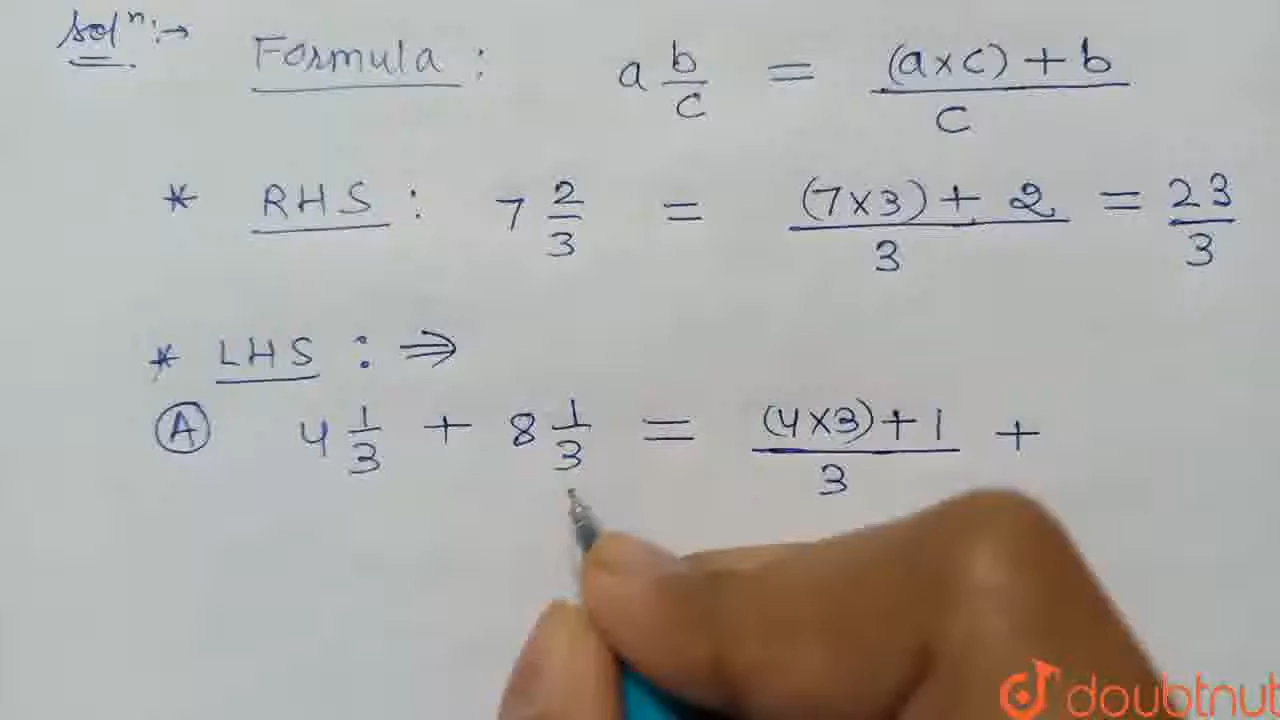 Solⁿ :→
Formula : a b/c = (a×c) + b / c
* RHS : 7 2/3 = (7×3) + 2 / 3 = 23/3
* LHS : ⇒
Ⓐ 4 1/3 + 8 1/3 = (4×3) + 1 / 3 +
doubtnut